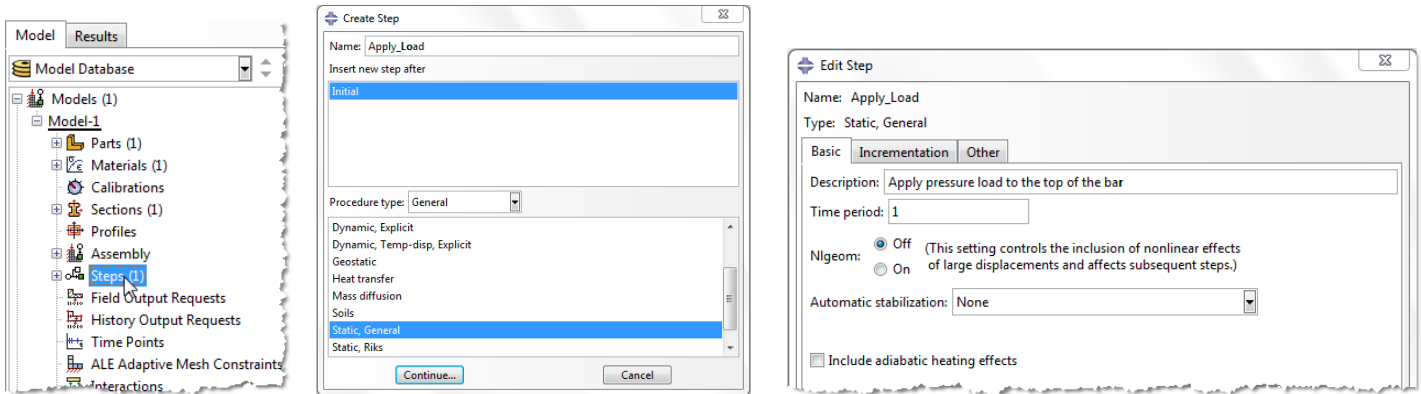 Model Results
Model Database
Models (1)
Model-1
Parts (1)
Materials (1)
Calibrations
Sections (1)
Profiles
Assembly
Steps (1)
Field Output Requests
History Output Requests
Time Points
ALE Adaptive Mesh Constraints
Interactions
Create Step
Name: Apply_Load
Insert new step after
Initial
Procedure type: General
Dynamic, Explicit
Dynamic, Temp-disp, Explicit
Geostatic
Heat transfer
Mass diffusion
Soils
Static, General
Static, Riks
Continue... Cancel
Edit Step
Name: Apply_Load
Type: Static, General
Basic Incrementation Other
Description: Apply pressure load to the top of the bar
Time period: 1
Nlgeom: Off (This setting controls the inclusion of nonlinear effects
On of large displacements and affects subsequent steps.)
Automatic stabilization: None
Include adiabatic heating effects